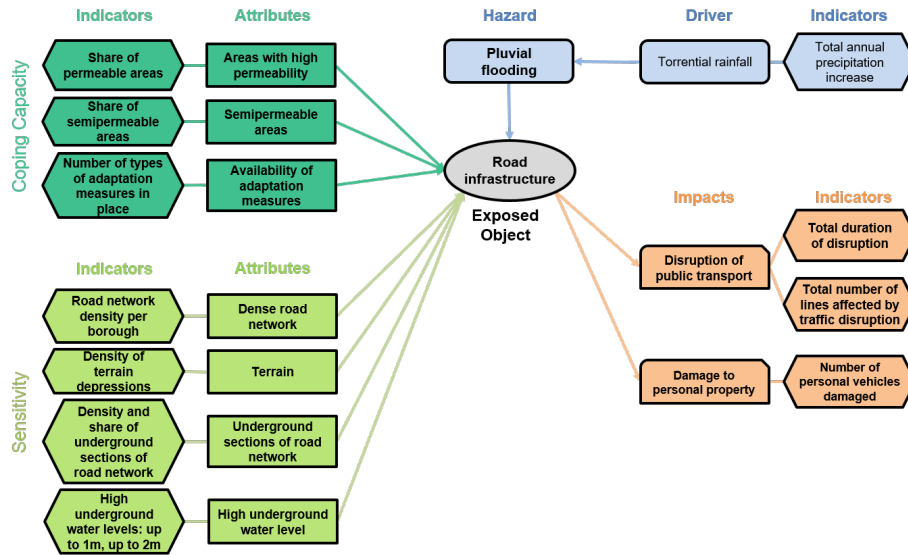 Indicators
Attributes
Hazard
Driver
Indicators
Coping Capacity
Share of
permeable areas
Areas with high
permeability
Pluvial
flooding
Torrential rainfall
Total annual
precipitation
increase
Share of
semipermeable
areas
Semipermeable
areas
Number of types
of adaptation
measures in
place
Availability of
adaptation
measures
Road
infrastructure
Exposed
Object
Impacts
Indicators
Disruption of
public transport
Total duration
of disruption
Total number of
lines affected by
traffic disruption
Damage to
personal property
Number of
personal vehicles
damaged
Indicators
Attributes
Sensitivity
Road network
density per
borough
Dense road
network
Density of
terrain
depressions
Terrain
Density and
share of
underground
sections of
road network
Underground
sections of road
network
High
underground
water levels: up
to 1m, up to 2m
High underground
water level